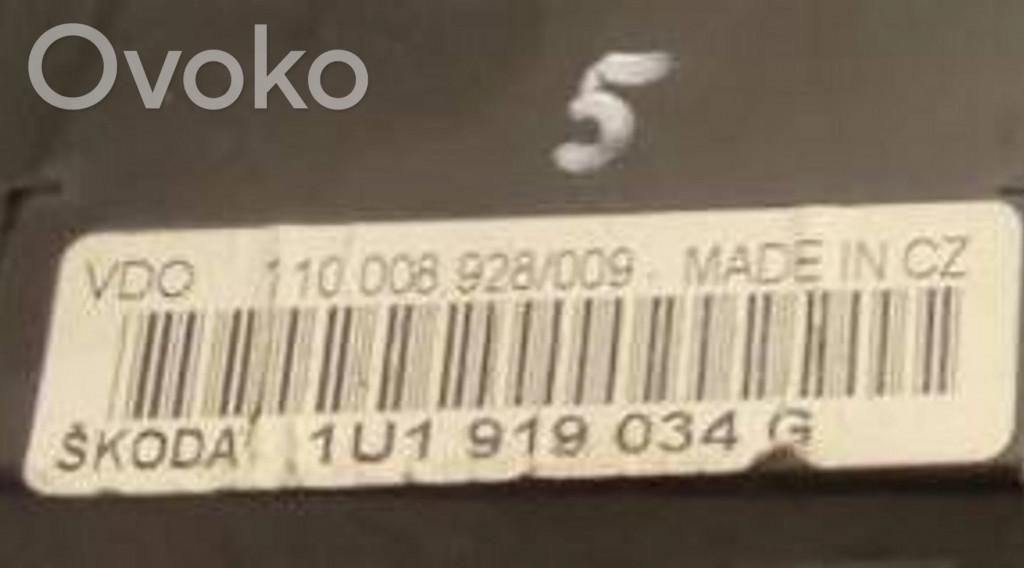 Ovoko
5
VDO 110.008.928/009 MADE IN CZ
ŠKODA 1U1 919 034 G